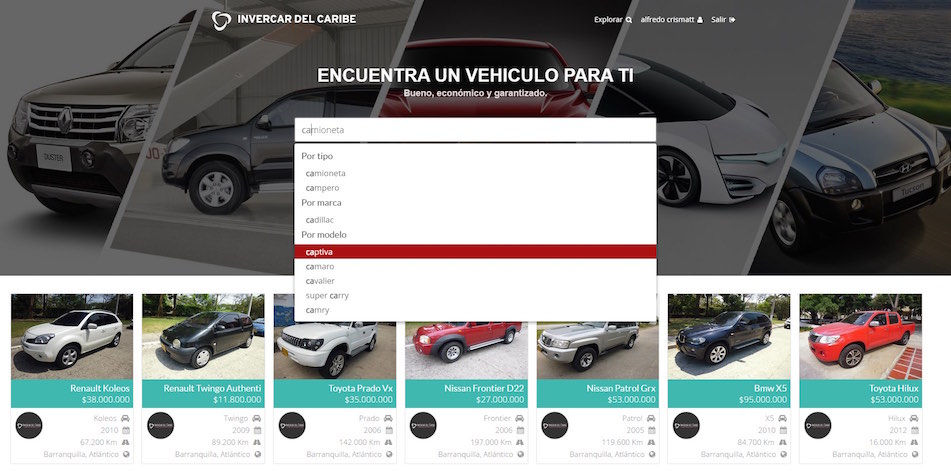 INVERCAR DEL CARIBE
Explorar
alfredo crismatt
Salir
ENCUENTRA UN VEHICULO PARA TI
Bueno, económico y garantizado.
camioneta
Por tipo
camioneta
campero
Por marca
cadillac
Por modelo
captiva
camaro
cavalier
super carry
camry
DUSTER
Tucson
Renault Koleos
$38.000.000
Koleos
2010
67.200 Km
Barranquilla, Atlántico
Renault Twingo Authenti
$11.800.000
Twingo
2009
89.200 Km
Barranquilla, Atlántico
Toyota Prado Vx
$35.000.000
Prado
2006
142.000 Km
Barranquilla, Atlántico
Nissan Frontier D22
$27.000.000
Frontier
2006
197.000 Km
Barranquilla, Atlántico
Nissan Patrol Grx
$53.000.000
Patrol
2005
119.600 Km
Barranquilla, Atlántico
Bmw X5
$95.000.000
X5
2010
84.700 Km
Barranquilla, Atlántico
Toyota Hilux
$53.000.000
Hilux
2012
16.000 Km
Barranquilla, Atlántico